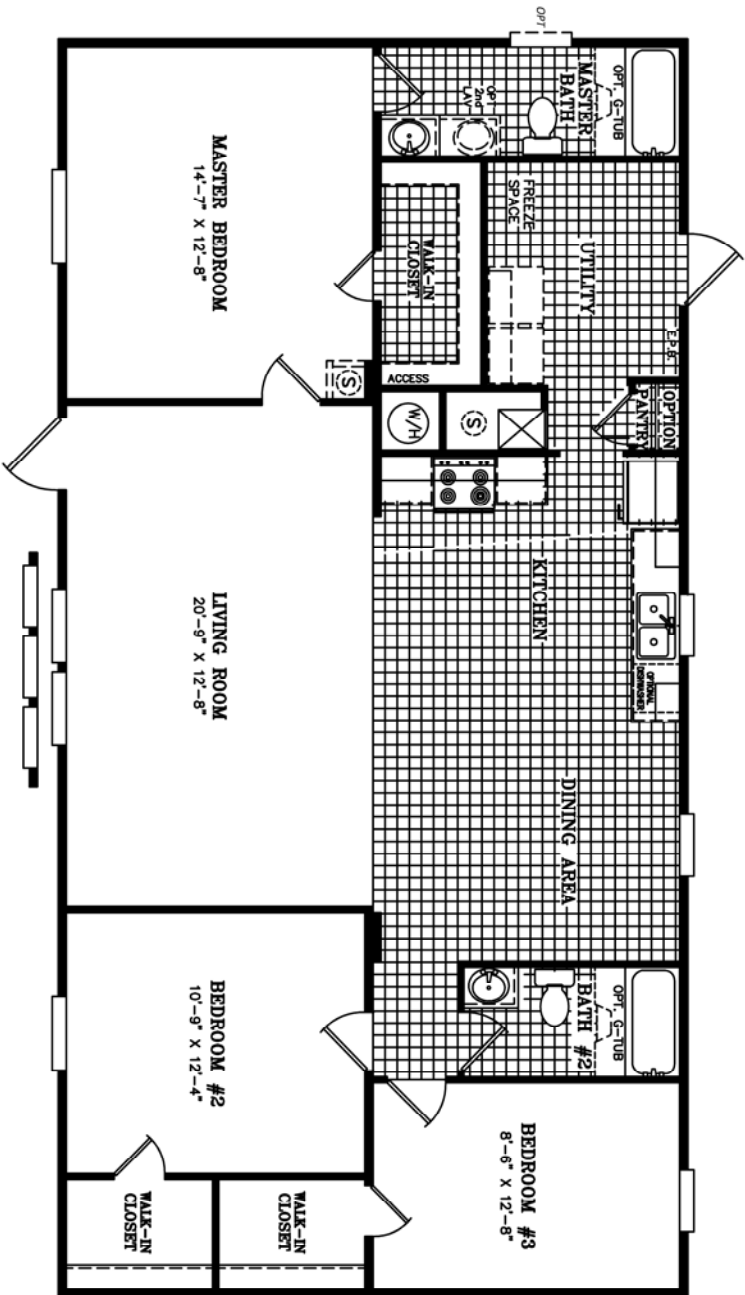 OPT
OPT. G-TUB
MASTER
BATH
OPT
2nd
LAV
MASTER BEDROOM
14'-7" X 12'-8"
WALK-IN
CLOSET
ACCESS
FREEZE
SPACE
UTILITY
E.P.B.
OPTION
PANTRY
S
W/H
S
KITCHEN
OPTIONAL
DISHWASHER
LIVING ROOM
20'-9" X 12'-8"
DINING AREA
OPT. G-TUB
BATH #2
BEDROOM #2
10'-9" X 12'-4"
BEDROOM #3
8'-6" X 12'-8"
WALK-IN
CLOSET
WALK-IN
CLOSET